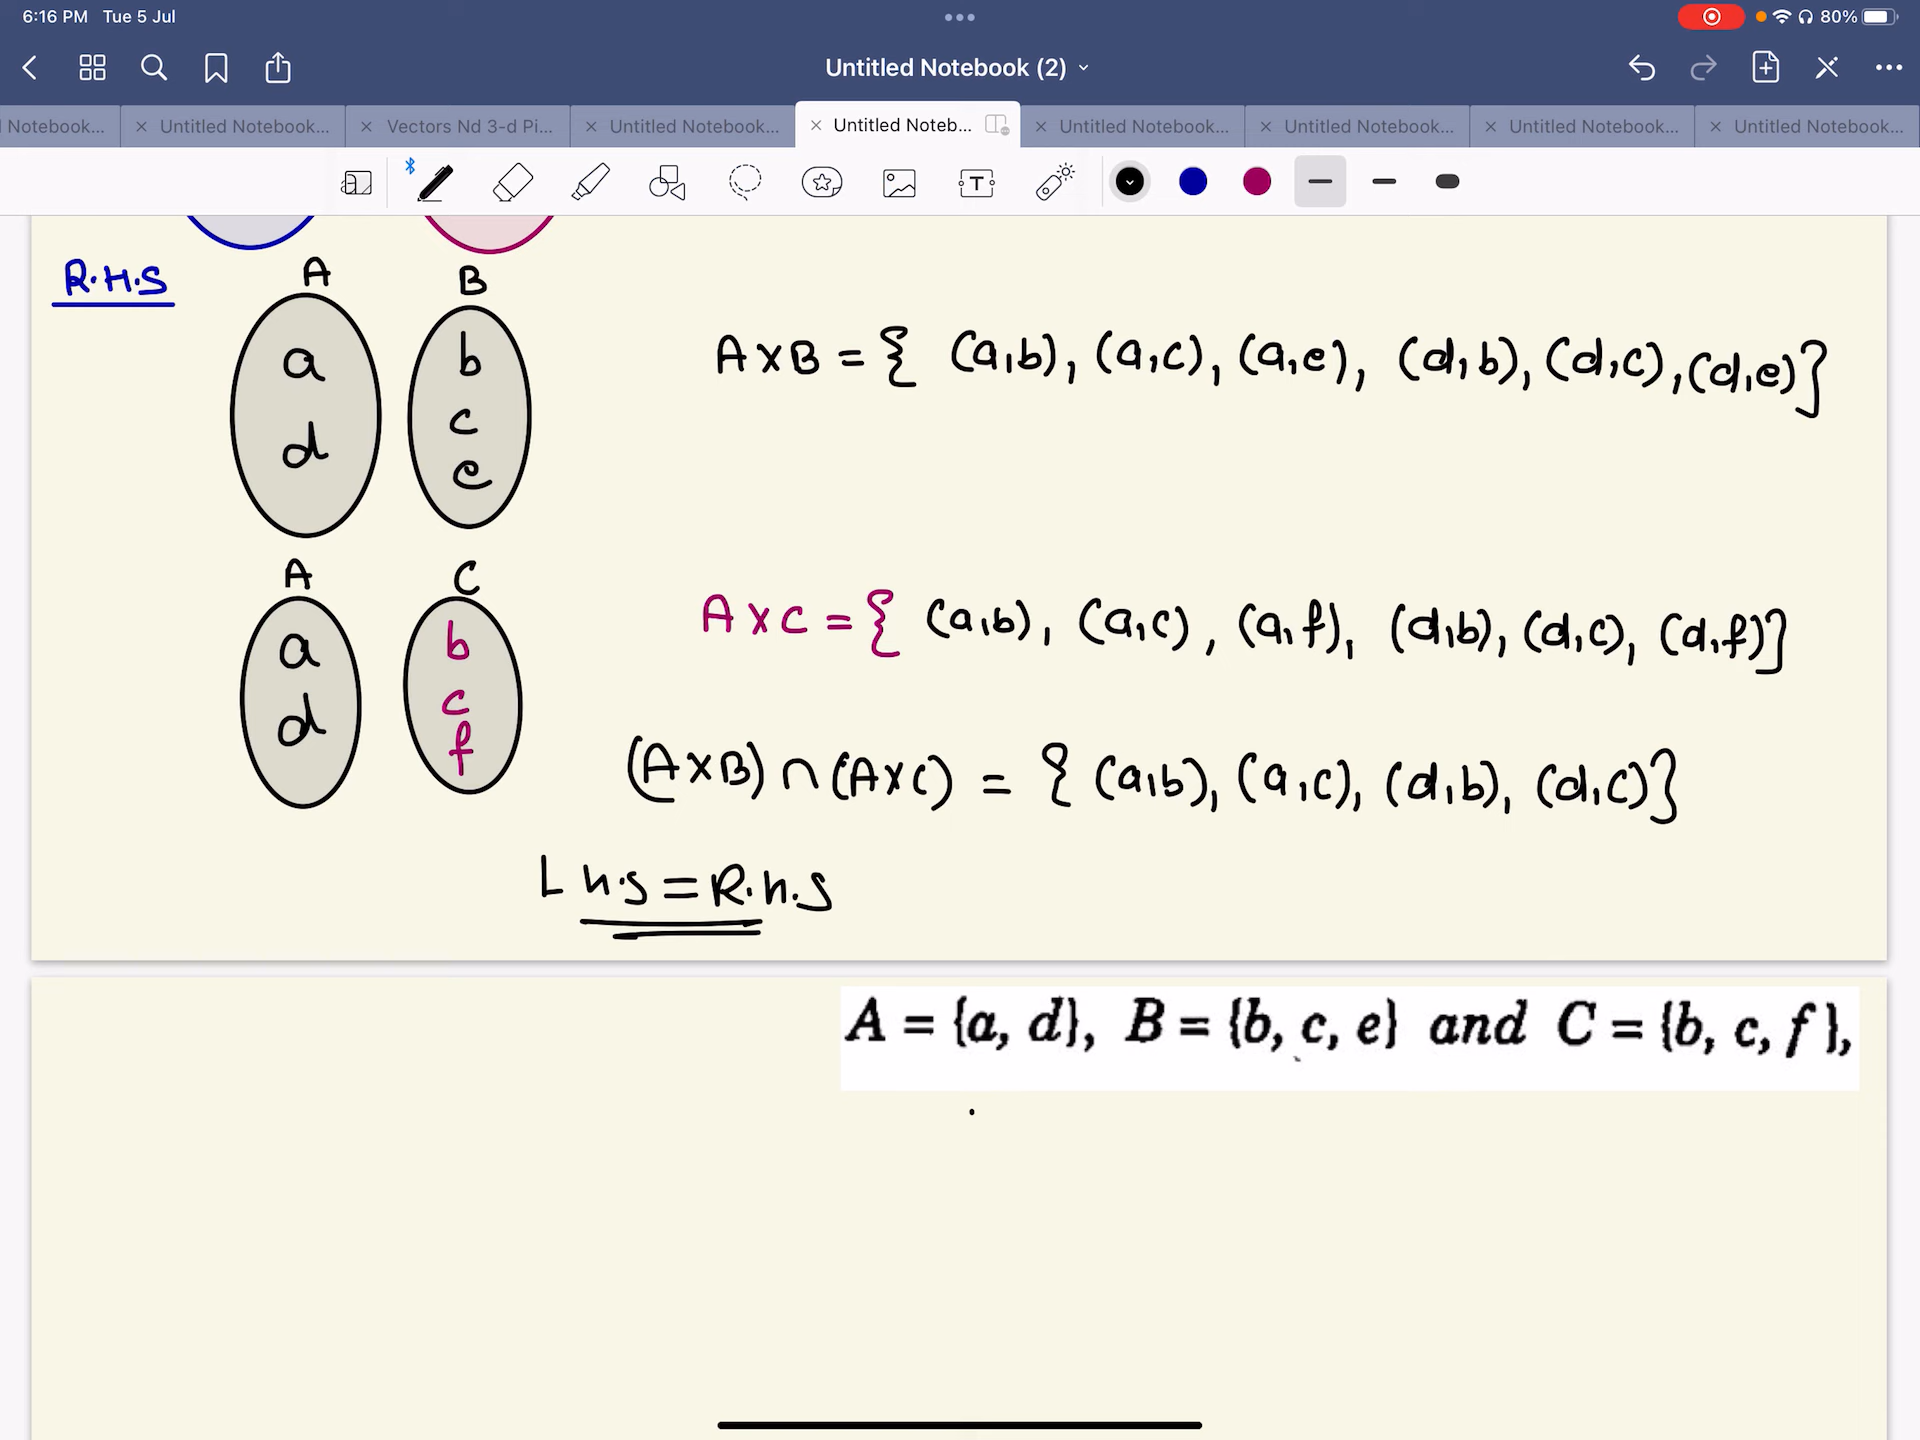 6:16 PM Tue 5 Jul
80%
Untitled Notebook (2)
l Notebook...
Untitled Notebook...
Vectors Nd 3-d Pi...
Untitled Notebook...
Untitled Noteb...
Untitled Notebook...
Untitled Notebook...
Untitled Notebook...
Untitled Notebook...
T
R.H.S
A B
a b
d c
e
A×B = { (a,b), (a,c), (a,e), (d,b), (d,c), (d,e)}
A C
a b
d c
f
A×C = { (a,b), (a,c), (a,f), (d,b), (d,c), (d,f)}
(A×B) ∩ (A×C) = { (a,b), (a,c), (d,b), (d,c)}
L h.s = R.h.s
A = {a, d}, B = {b, c, e} and C = {b, c, f},